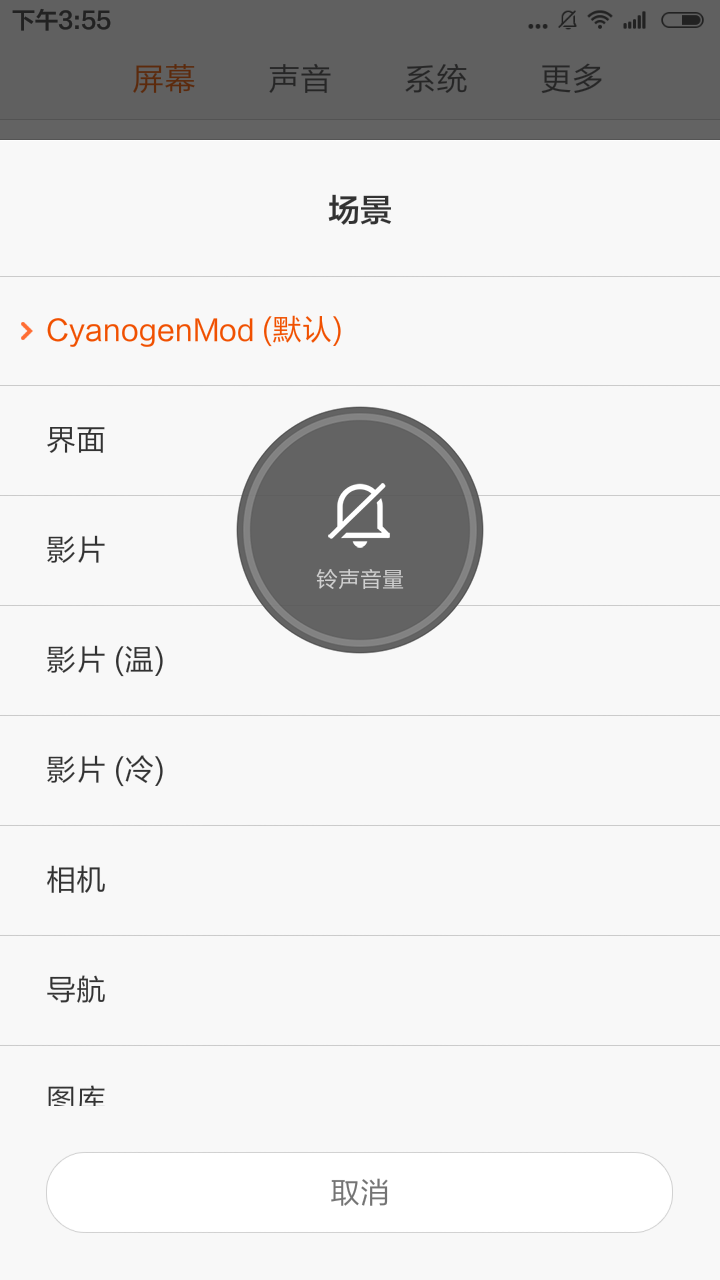 下午3:55
屏幕 声音 系统 更多
场景
CyanogenMod (默认)
界面
影片
铃声音量
影片 (温)
影片 (冷)
相机
导航
图库
取消